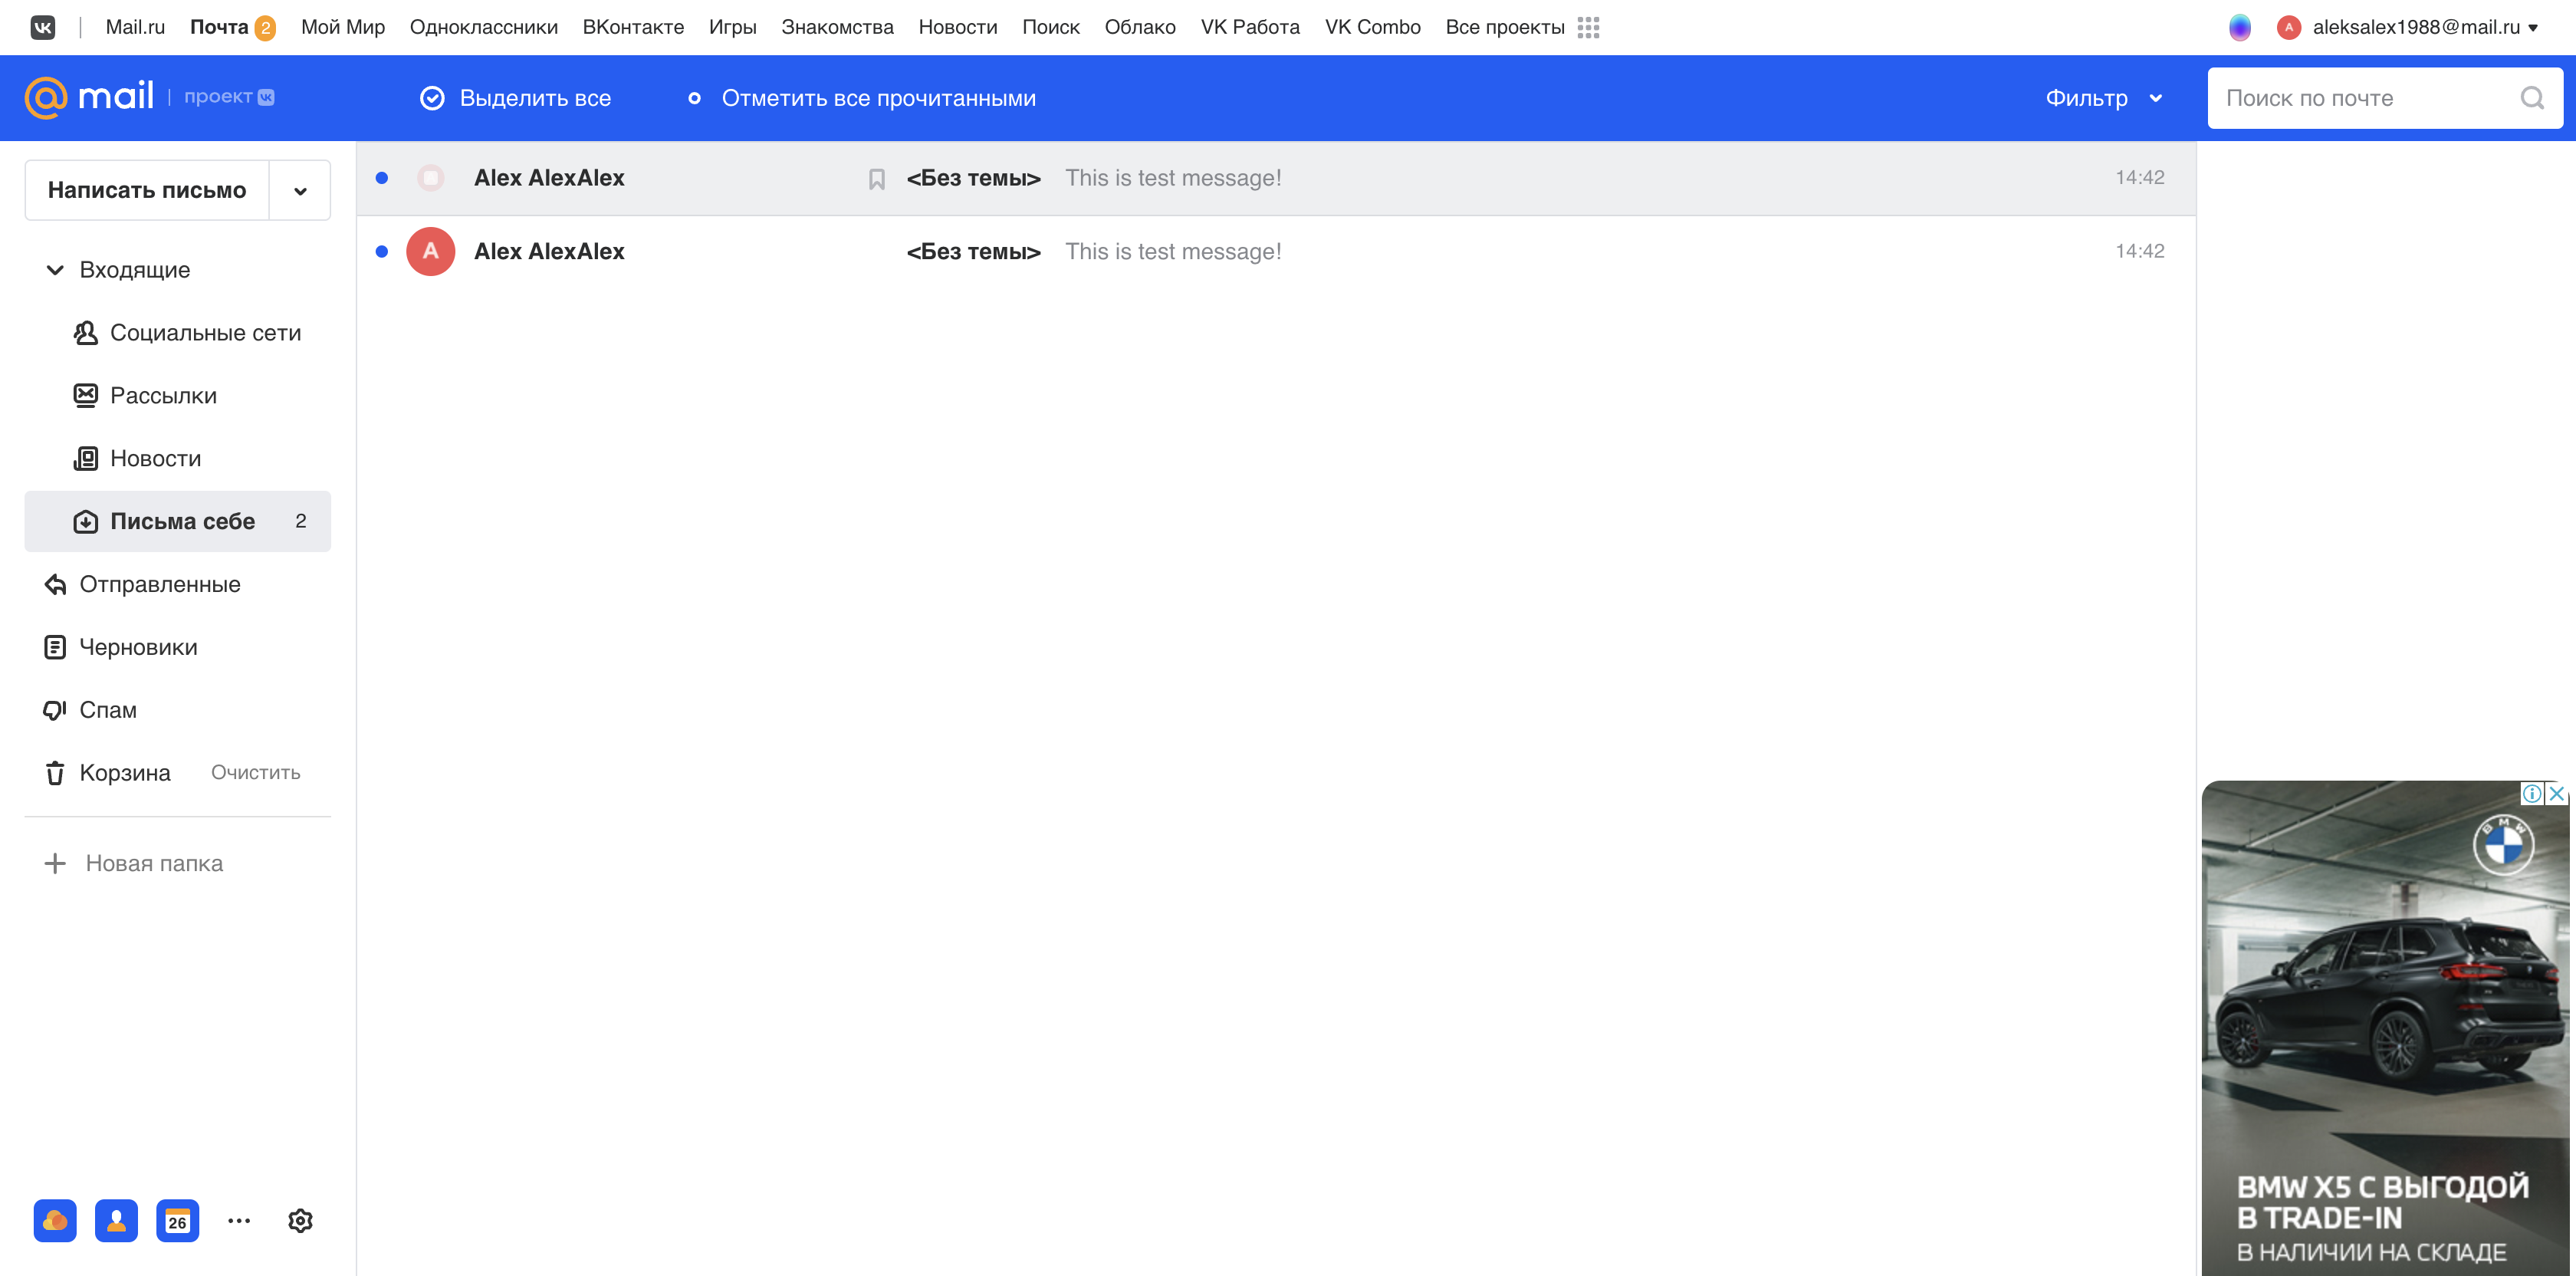 Mail.ru Почта 2 Мой Мир Одноклассники ВКонтакте Игры Знакомства Новости Поиск Облако VK Работа VK Combo Все проекты A aleksalex1988@mail.ru
@mail проект VK Выделить все Отметить все прочитанными Фильтр Поиск по почте
Написать письмо
Входящие
Социальные сети
Рассылки
Новости
Письма себе 2
Отправленные
Черновики
Спам
Корзина Очистить
Новая папка
26
Alex AlexAlex <Без темы> This is test message! 14:42
A Alex AlexAlex <Без темы> This is test message! 14:42
BMW
BMW X5 С ВЫГОДОЙ
В TRADE-IN
В НАЛИЧИИ НА СКЛАДЕ